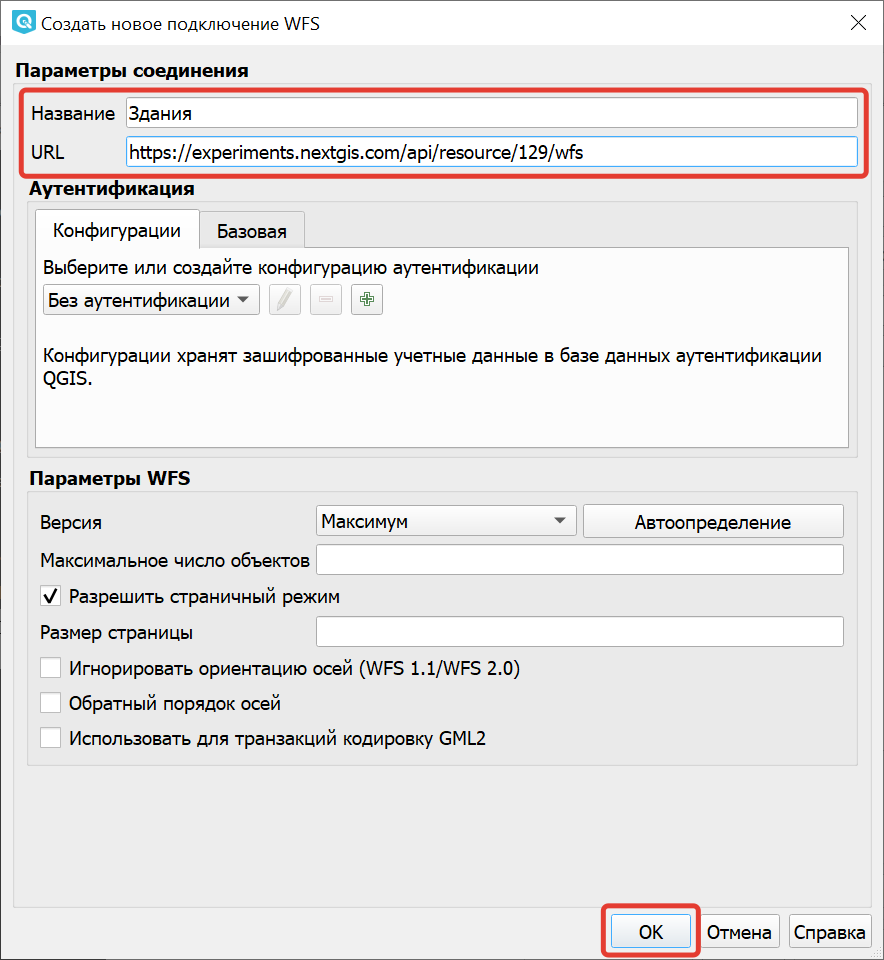 Создать новое подключение WFS
Параметры соединения
Название Здания
URL https://experiments.nextgis.com/api/resource/129/wfs
Аутентификация
Конфигурации Базовая
Выберите или создайте конфигурацию аутентификации
Без аутентификации
Конфигурации хранят зашифрованные учетные данные в базе данных аутентификации
QGIS.
Параметры WFS
Версия Максимум Автоопределение
Максимальное число объектов
Разрешить страничный режим
Размер страницы
Игнорировать ориентацию осей (WFS 1.1/WFS 2.0)
Обратный порядок осей
Использовать для транзакций кодировку GML2
OK Отмена Справка